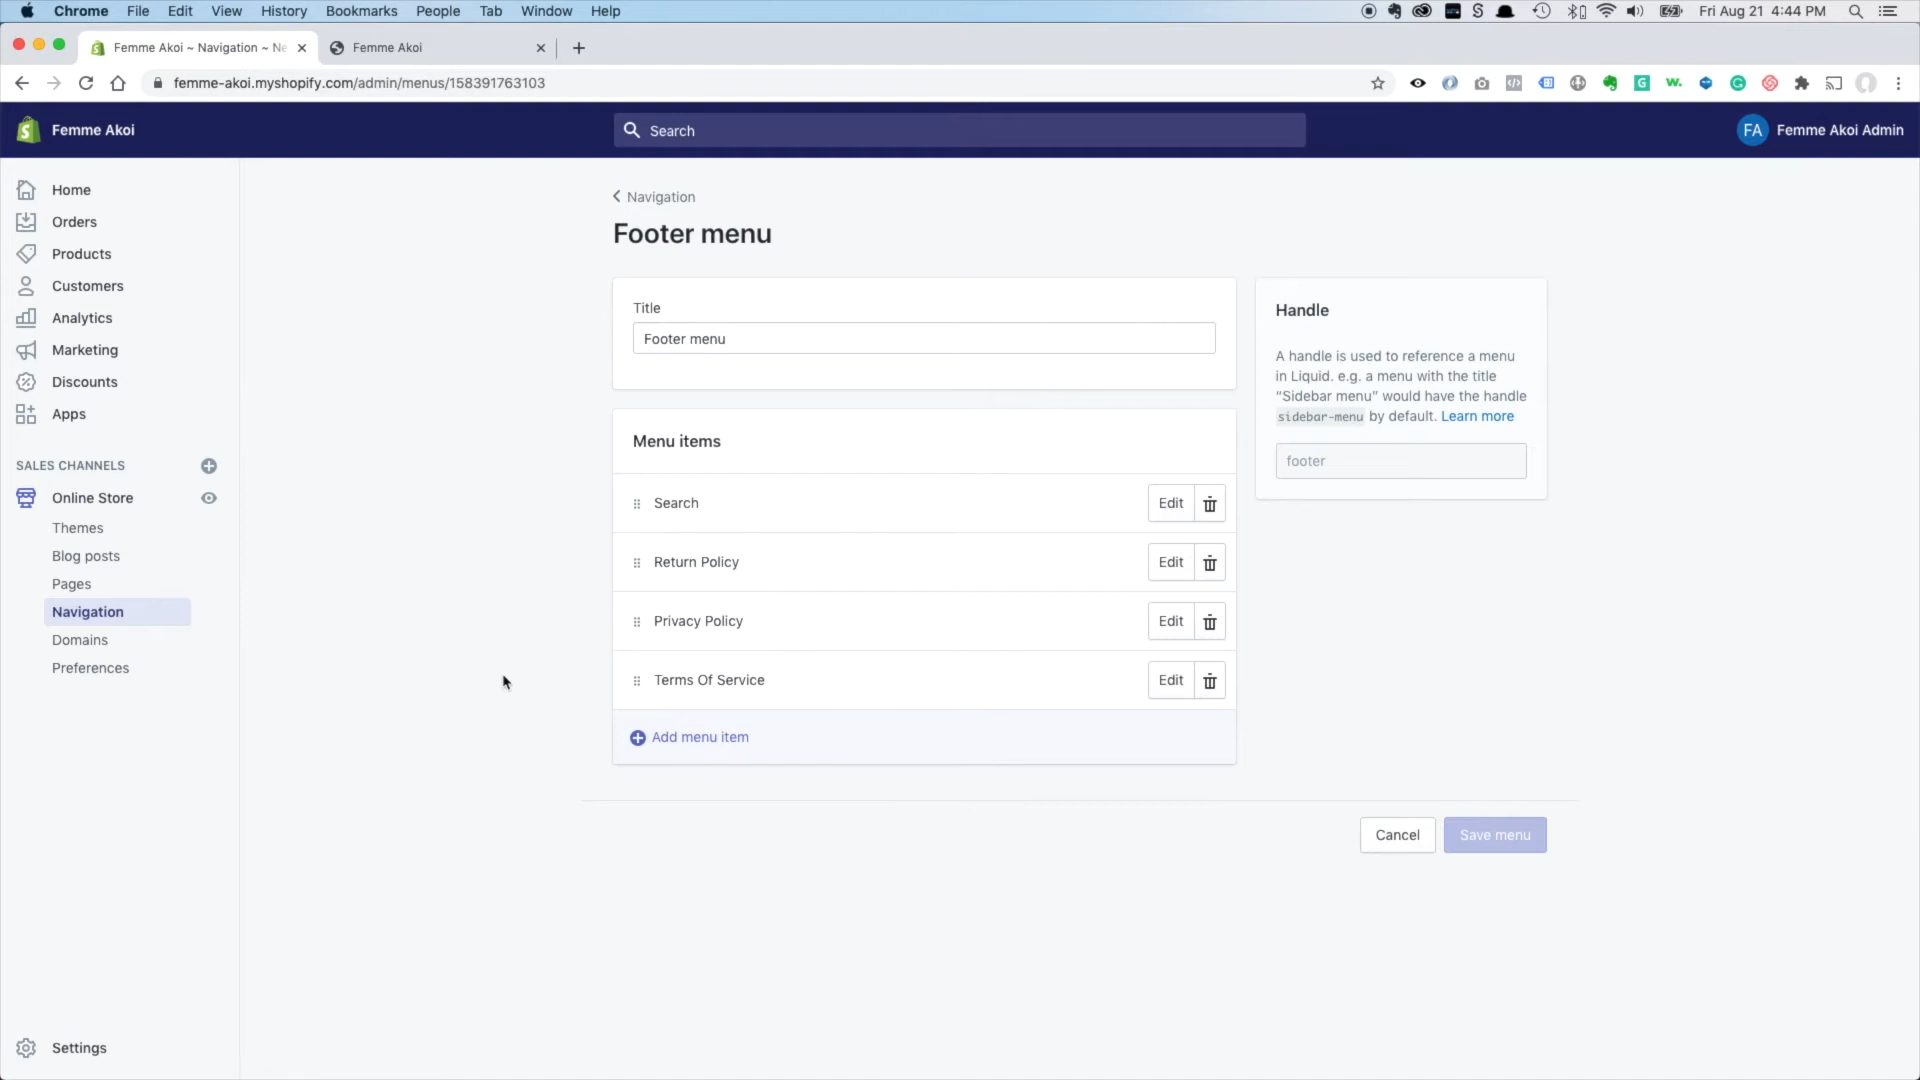 Chrome File Edit View History Bookmarks People Tab Window Help
Fri Aug 21 4:44 PM
Femme Akoi ~ Navigation ~ Ne
Femme Akoi
femme-akoi.myshopify.com/admin/menus/158391763103
Femme Akoi
Search
FA Femme Akoi Admin
Home
Orders
Products
Customers
Analytics
Marketing
Discounts
Apps
SALES CHANNELS
Online Store
Themes
Blog posts
Pages
Navigation
Domains
Preferences
Settings
Navigation
Footer menu
Title
Footer menu
Menu items
Search Edit
Return Policy Edit
Privacy Policy Edit
Terms Of Service Edit
Add menu item
Handle
A handle is used to reference a menu
in Liquid. e.g. a menu with the title
“Sidebar menu” would have the handle
sidebar-menu by default. Learn more
footer
Cancel
Save menu